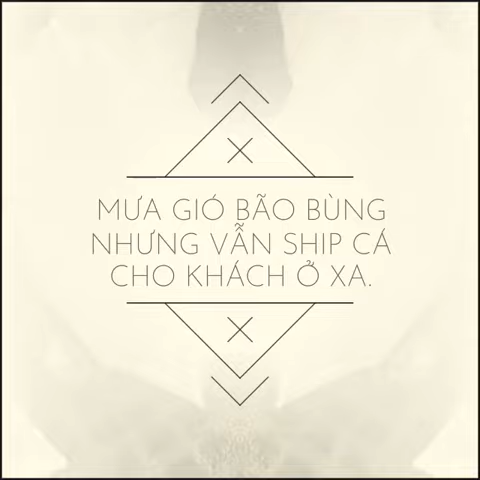 MƯA GIÓ BÃO BÙNG
NHƯNG VẪN SHIP CÁ
CHO KHÁCH Ở XA.